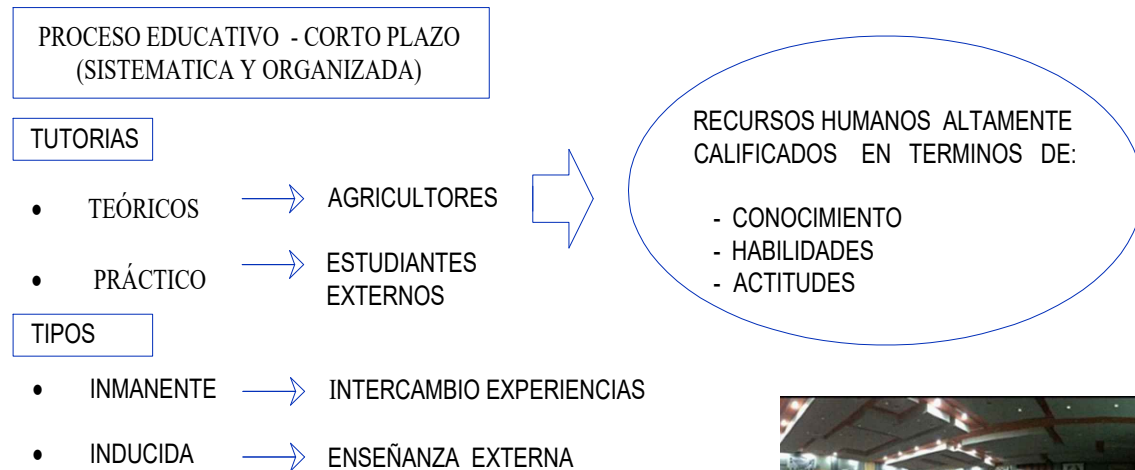 PROCESO EDUCATIVO - CORTO PLAZO
(SISTEMATICA Y ORGANIZADA)
TUTORIAS
• TEÓRICOS → AGRICULTORES
• PRÁCTICO → ESTUDIANTES
EXTERNOS
TIPOS
• INMANENTE → INTERCAMBIO EXPERIENCIAS
• INDUCIDA → ENSEÑANZA EXTERNA
RECURSOS HUMANOS ALTAMENTE
CALIFICADOS EN TERMINOS DE:
- CONOCIMIENTO
- HABILIDADES
- ACTITUDES